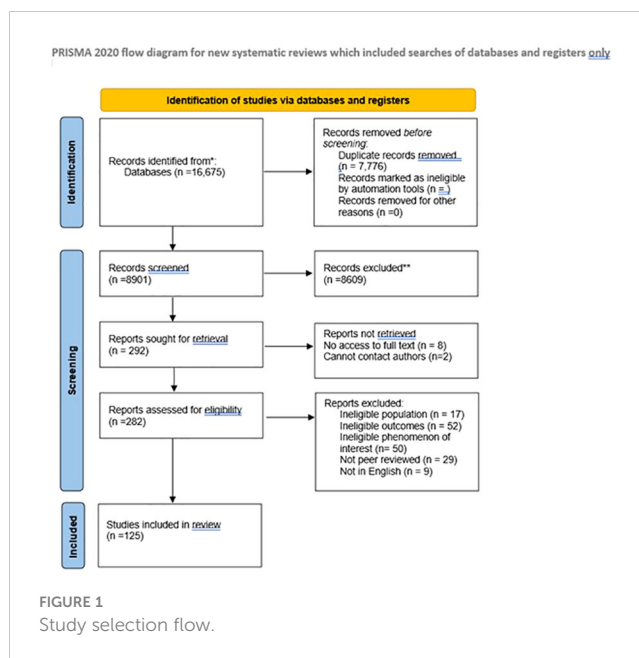 PRISMA 2020 flow diagram for new systematic reviews which included searches of databases and registers only
Identification of studies via databases and registers
Identification
Records identified from*:
Databases (n =16,675)
Records removed before
screening:
Duplicate records removed
(n = 7,776)
Records marked as ineligible
by automation tools (n = )
Records removed for other
reasons (n =0)
Screening
Records screened
(n =8901)
Records excluded**
(n =8609)
Reports sought for retrieval
(n = 292)
Reports not retrieved
No access to full text (n = 8)
Cannot contact authors (n=2)
Reports assessed for eligibility
(n =282)
Reports excluded:
Ineligible population (n = 17)
Ineligible outcomes (n = 52)
Ineligible phenomenon of
interest (n= 50)
Not peer reviewed (n = 29)
Not in English (n = 9)
Included
Studies included in review
(n =125)
FIGURE 1
Study selection flow.